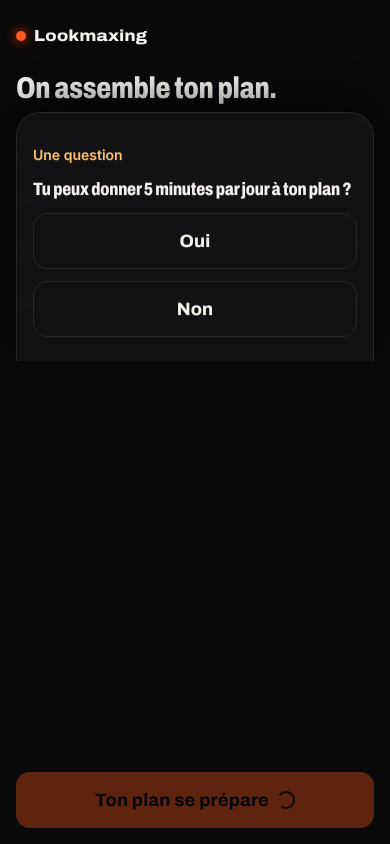 Lookmaxing
On assemble ton plan.
Une question
Tu peux donner 5 minutes par jour à ton plan ?
Oui
Non
Ton plan se prépare